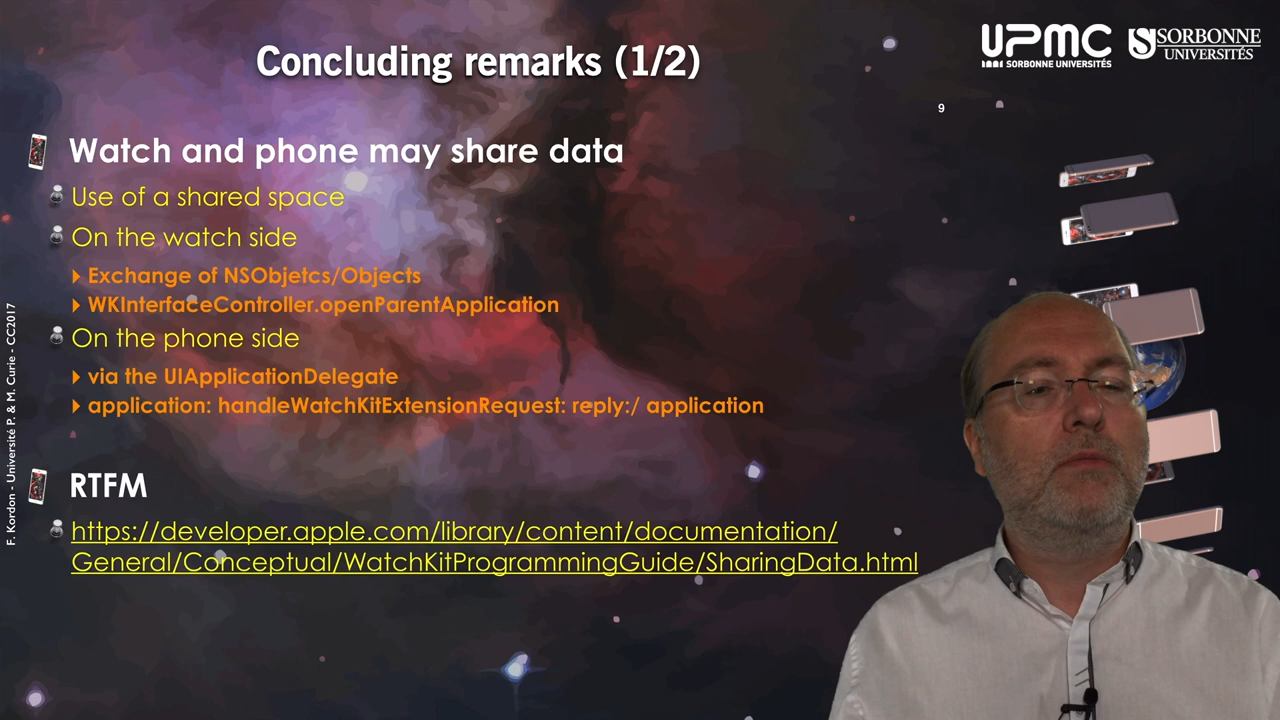 Concluding remarks (1/2)
UPMC
SORBONNE UNIVERSITÉS
S SORBONNE
UNIVERSITÉS
9
Watch and phone may share data
Use of a shared space
On the watch side
Exchange of NSObjetcs/Objects
WKInterfaceController.openParentApplication
On the phone side
via the UIApplicationDelegate
application: handleWatchKitExtensionRequest: reply:/ application
RTFM
https://developer.apple.com/library/content/documentation/
General/Conceptual/WatchKitProgrammingGuide/SharingData.html
F. Kordon - Université P. & M. Curie - CC2017